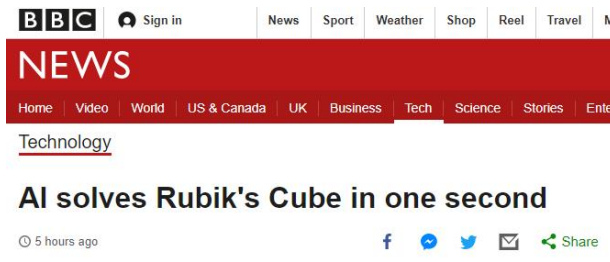 BBC Sign in News Sport Weather Shop Reel Travel
NEWS
Home Video World US & Canada UK Business Tech Science Stories
Technology
AI solves Rubik's Cube in one second
5 hours ago Share